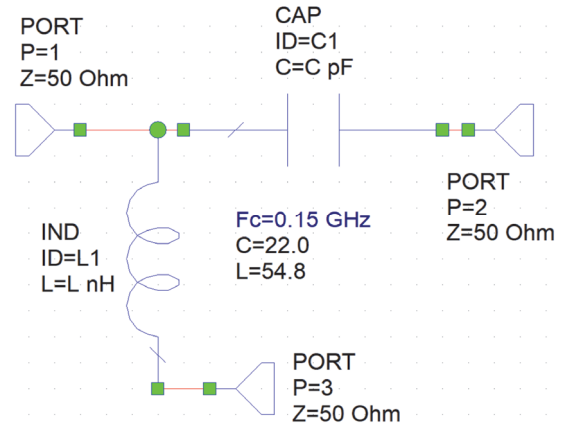 PORT
P=1
Z=50 Ohm
CAP
ID=C1
C=C pF
PORT
P=2
Z=50 Ohm
IND
ID=L1
L=L nH
Fc=0.15 GHz
C=22.0
L=54.8
PORT
P=3
Z=50 Ohm